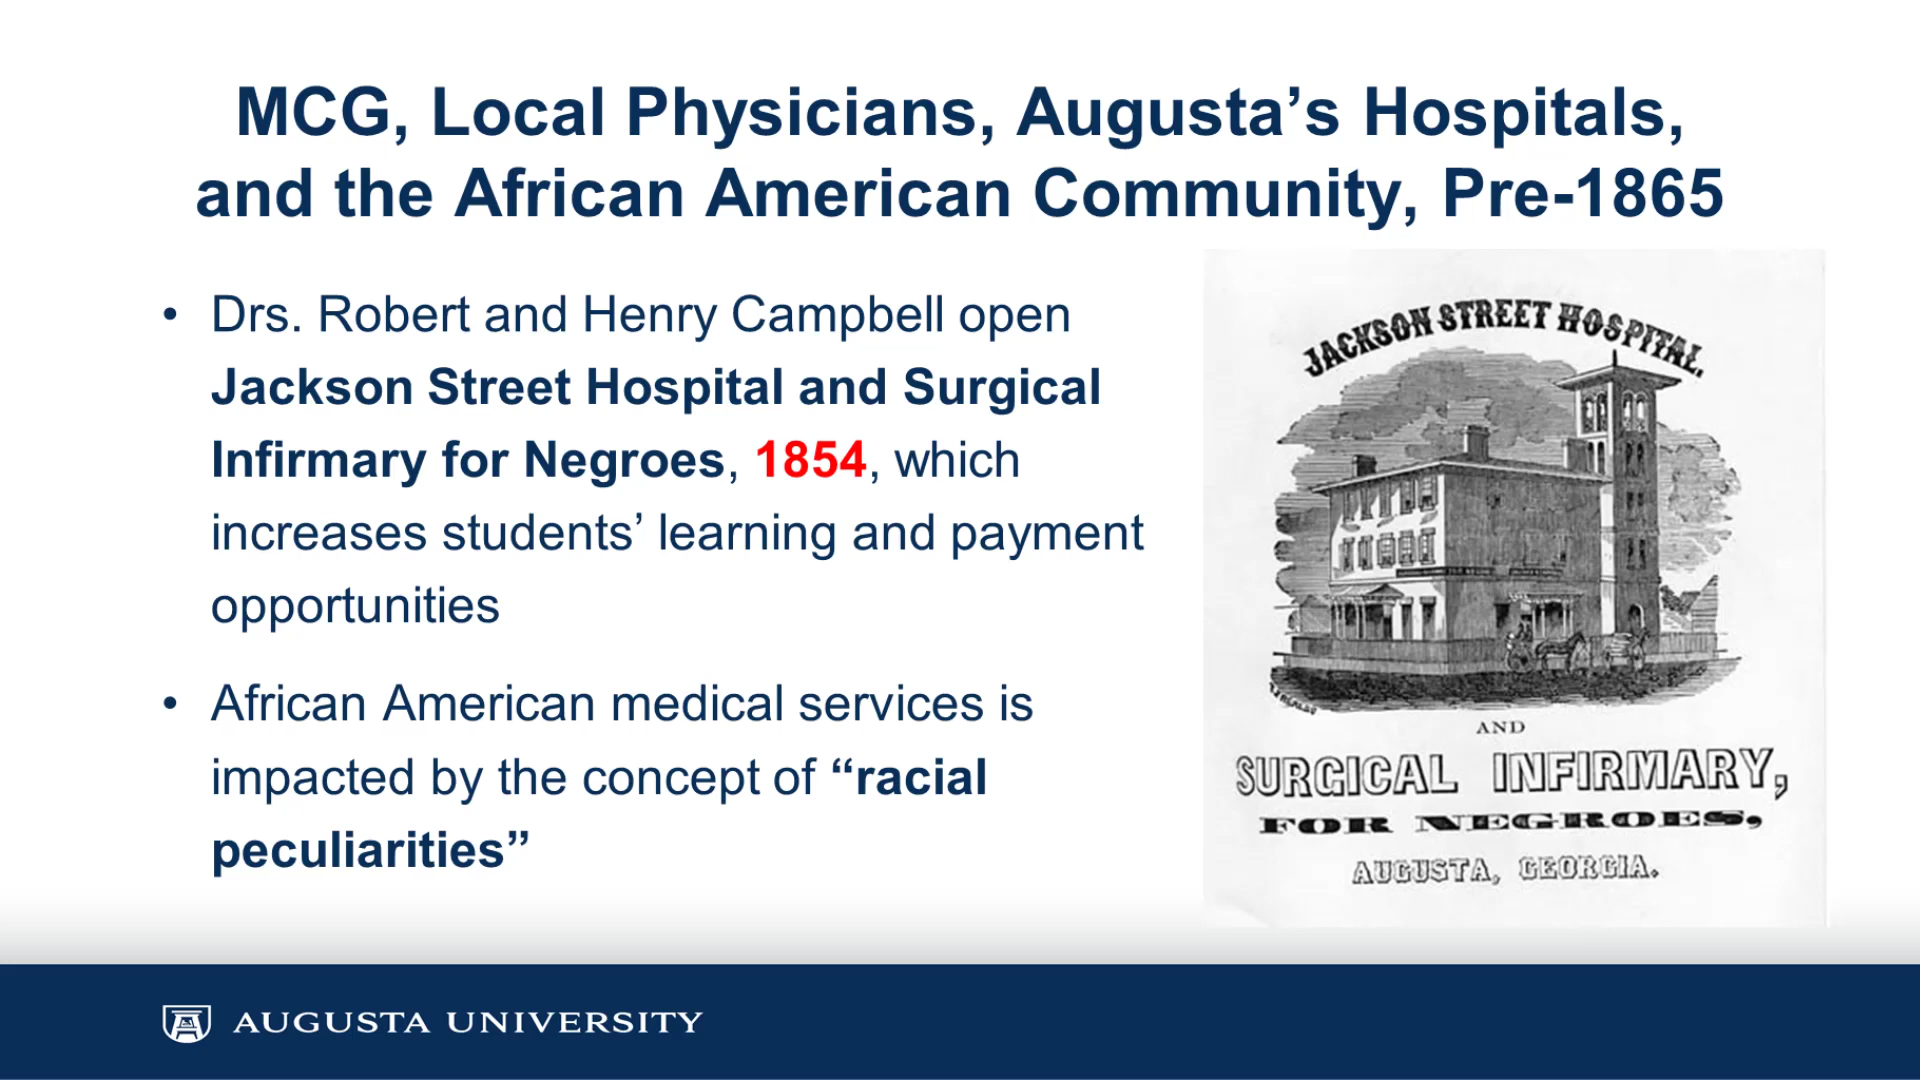 MCG, Local Physicians, Augusta’s Hospitals,
and the African American Community, Pre-1865
• Drs. Robert and Henry Campbell open
Jackson Street Hospital and Surgical
Infirmary for Negroes, 1854, which
increases students’ learning and payment
opportunities
• African American medical services is
impacted by the concept of “racial
peculiarities”
JACKSON STREET HOSPITAL.
AND
SURGICAL INFIRMARY,
FOR NEGROES,
AUGUSTA, GEORGIA.
AUGUSTA UNIVERSITY